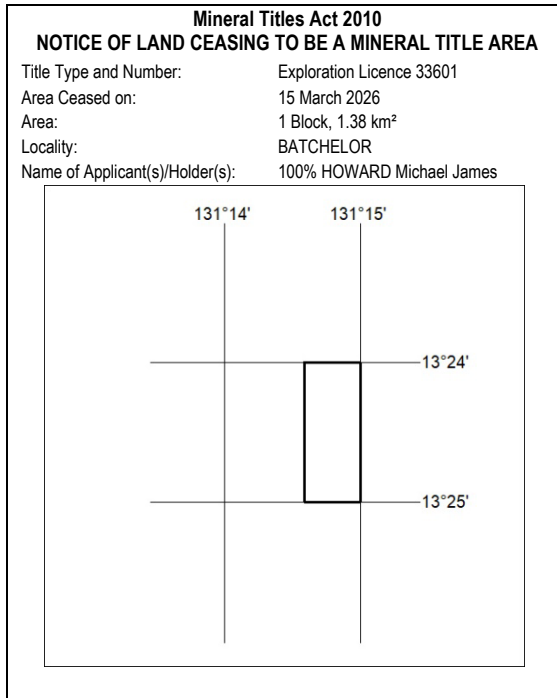 Mineral Titles Act 2010
NOTICE OF LAND CEASING TO BE A MINERAL TITLE AREA
Title Type and Number: Exploration Licence 33601
Area Ceased on: 15 March 2026
Area: 1 Block, 1.38 km²
Locality: BATCHELOR
Name of Applicant(s)/Holder(s): 100% HOWARD Michael James
131°14' 131°15'
13°24'
13°25'